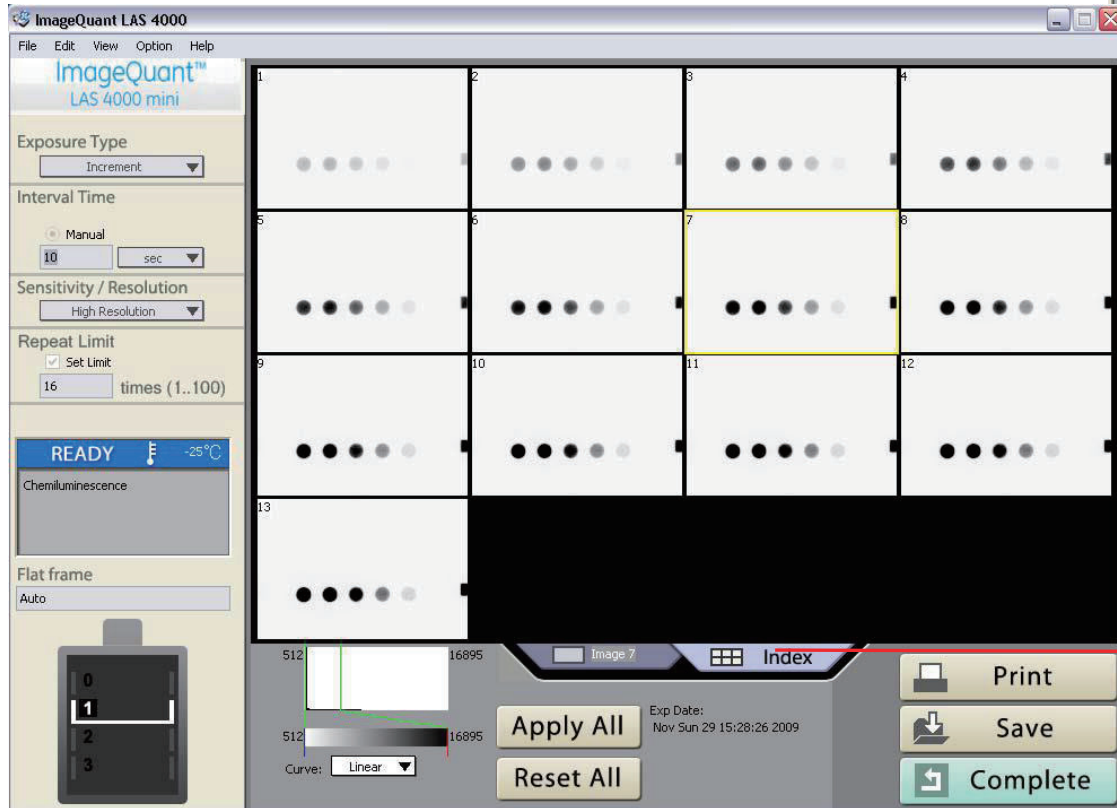 ImageQuant LAS 4000
File Edit View Option Help
ImageQuant™
LAS 4000 mini
Exposure Type
Increment
Interval Time
Manual
10 sec
Sensitivity / Resolution
High Resolution
Repeat Limit
Set Limit
16 times (1..100)
READY -25°C
Chemiluminescence
Flat frame
Auto
0
1
2
3
1 2 3 4
5 6 7 8
9 10 11 12
13
512 16895
512 16895
Curve: Linear
Image 7 Index
Apply All
Reset All
Exp Date:
Nov Sun 29 15:28:26 2009
Print
Save
Complete